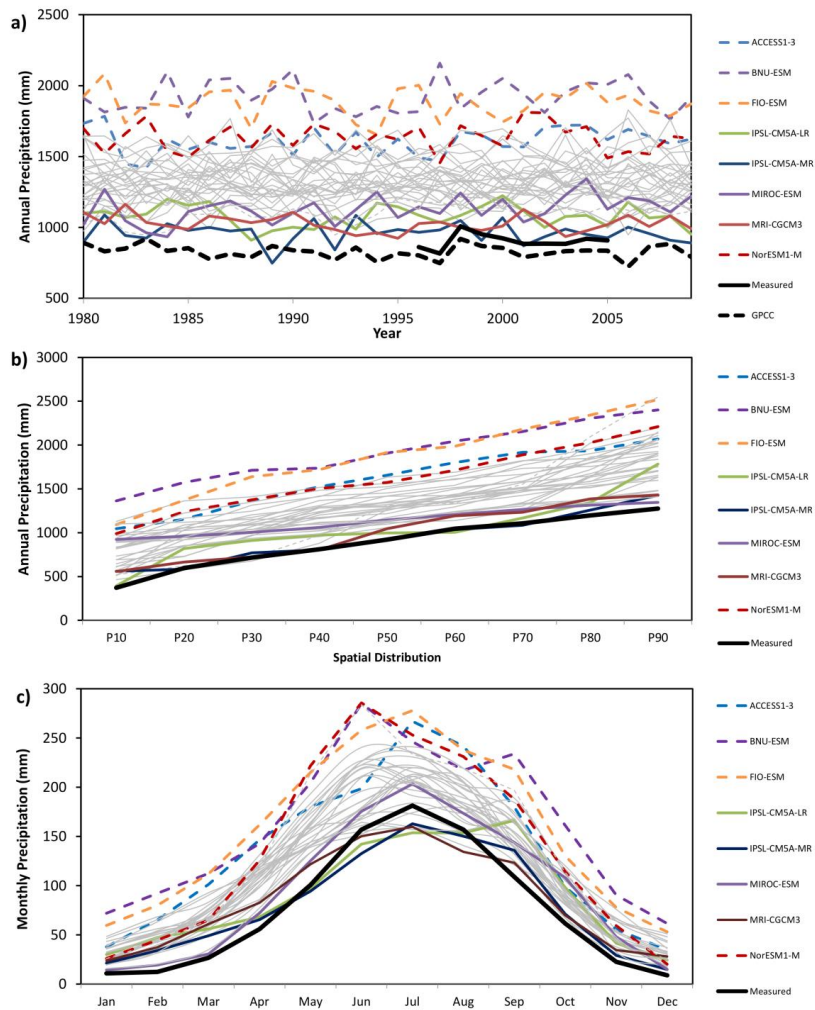 a)
2500
2000
1500
1000
500
Annual Precipitation (mm)
1980
1985
1990
1995
2000
2005
Year
ACCESS1-3
BNU-ESM
FIO-ESM
IPSL-CM5A-LR
IPSL-CM5A-MR
MIROC-ESM
MRI-CGCM3
NorESM1-M
Measured
GPCC
b)
3000
2500
2000
1500
1000
500
0
Annual Precipitation (mm)
P10
P20
P30
P40
P50
P60
P70
P80
P90
Spatial Distribution
ACCESS1-3
BNU-ESM
FIO-ESM
IPSL-CM5A-LR
IPSL-CM5A-MR
MIROC-ESM
MRI-CGCM3
NorESM1-M
Measured
c)
300
250
200
150
100
50
0
Monthly Precipitation (mm)
Jan
Feb
Mar
Apr
May
Jun
Jul
Aug
Sep
Oct
Nov
Dec
ACCESS1-3
BNU-ESM
FIO-ESM
IPSL-CM5A-LR
IPSL-CM5A-MR
MIROC-ESM
MRI-CGCM3
NorESM1-M
Measured